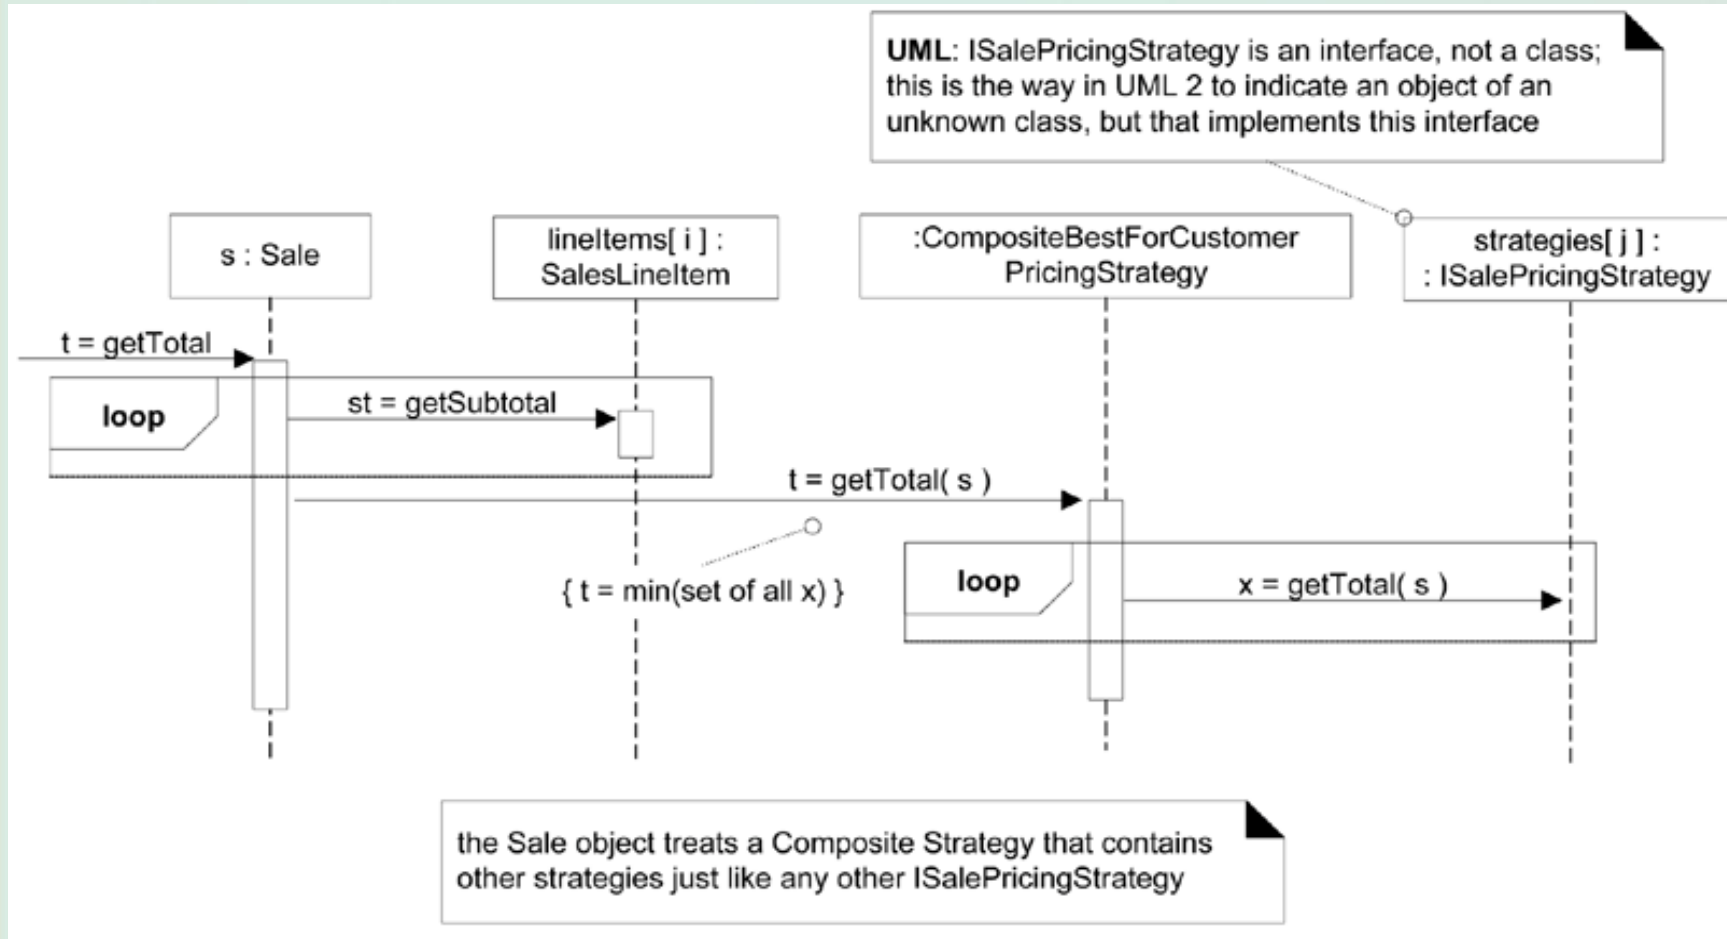 UML: ISalePricingStrategy is an interface, not a class;
this is the way in UML 2 to indicate an object of an
unknown class, but that implements this interface
s : Sale
lineItems[ i ] :
SalesLineItem
:CompositeBestForCustomer
PricingStrategy
strategies[ j ] :
: ISalePricingStrategy
t = getTotal
loop
st = getSubtotal
t = getTotal( s )
{ t = min(set of all x) }
loop
x = getTotal( s )
the Sale object treats a Composite Strategy that contains
other strategies just like any other ISalePricingStrategy